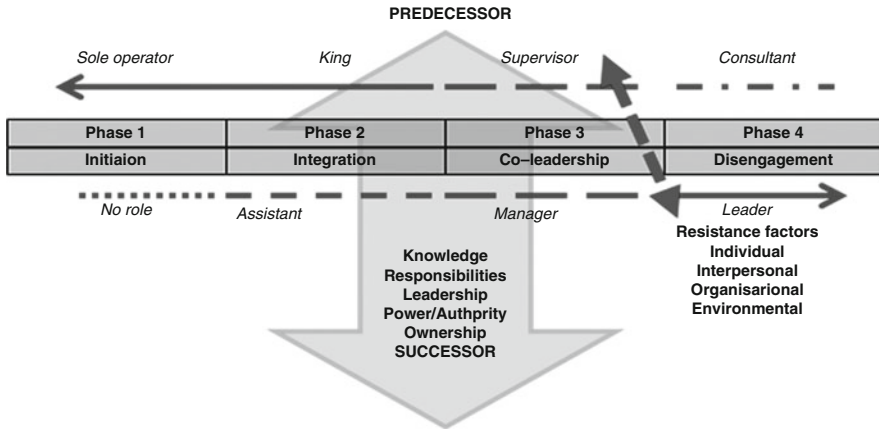 PREDECESSOR
Sole operator King Supervisor Consultant
Phase 1 Phase 2 Phase 3 Phase 4
Initiaion Integration Co–leadership Disengagement
No role Assistant Manager Leader
Resistance factors
Individual
Interpersonal
Organisarional
Environmental
Knowledge
Responsibilities
Leadership
Power/Authprity
Ownership
SUCCESSOR